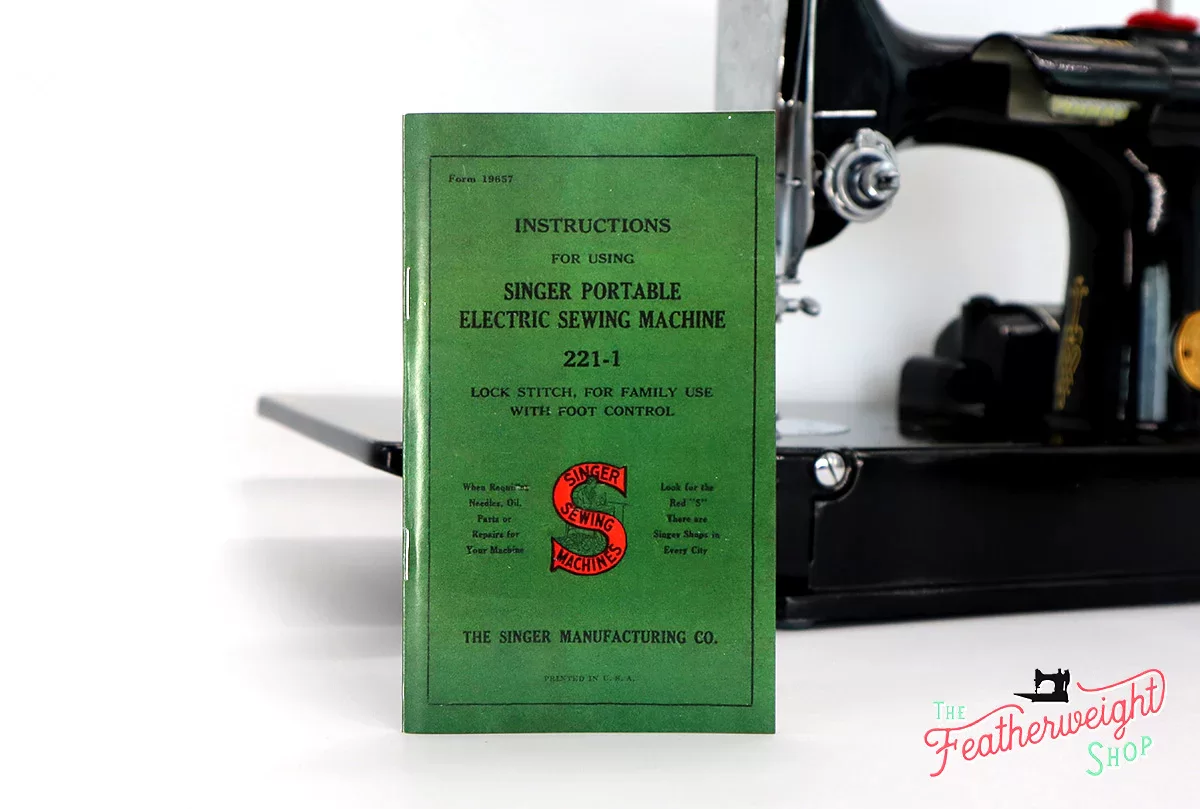 Form 19657
INSTRUCTIONS
FOR USING
SINGER PORTABLE
ELECTRIC SEWING MACHINE
221-1
LOCK STITCH, FOR FAMILY USE
WITH FOOT CONTROL
When Requiring
Needles, Oil,
Parts or
Repairs for
Your Machine
SINGER
SEWING
MACHINES
Look for the
Red "S"
There are
Singer Shops in
Every City
THE SINGER MANUFACTURING CO.
PRINTED IN U. S. A.
THE
Featherweight
SHOP